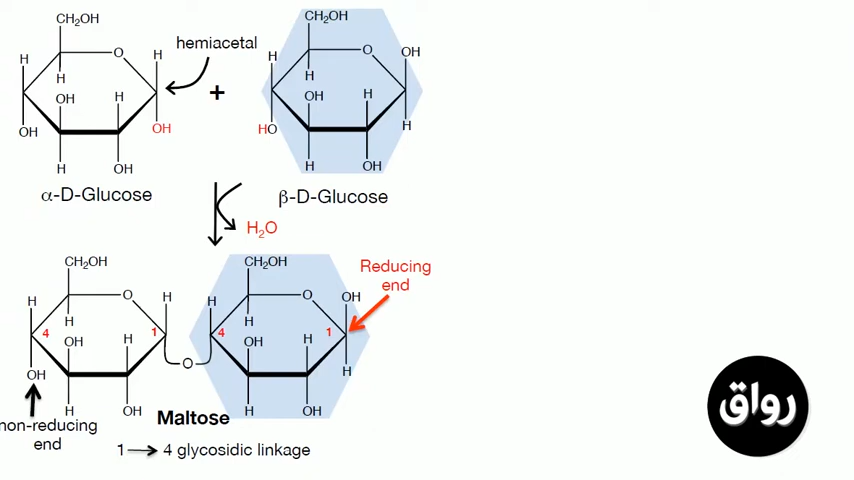 CH₂OH
O
hemiacetal
H
H
H
OH
H
OH
OH
H
OH
α-D-Glucose
+
CH₂OH
O
OH
H
H
OH
H
HO
H
H
OH
β-D-Glucose
H₂O
CH₂OH
O
H
H
H
4
1
OH
H
OH
H
OH
O
CH₂OH
O
OH
H
H
4
1
OH
H
H
H
OH
Reducing
end
non-reducing
end
Maltose
1 → 4 glycosidic linkage
رواق